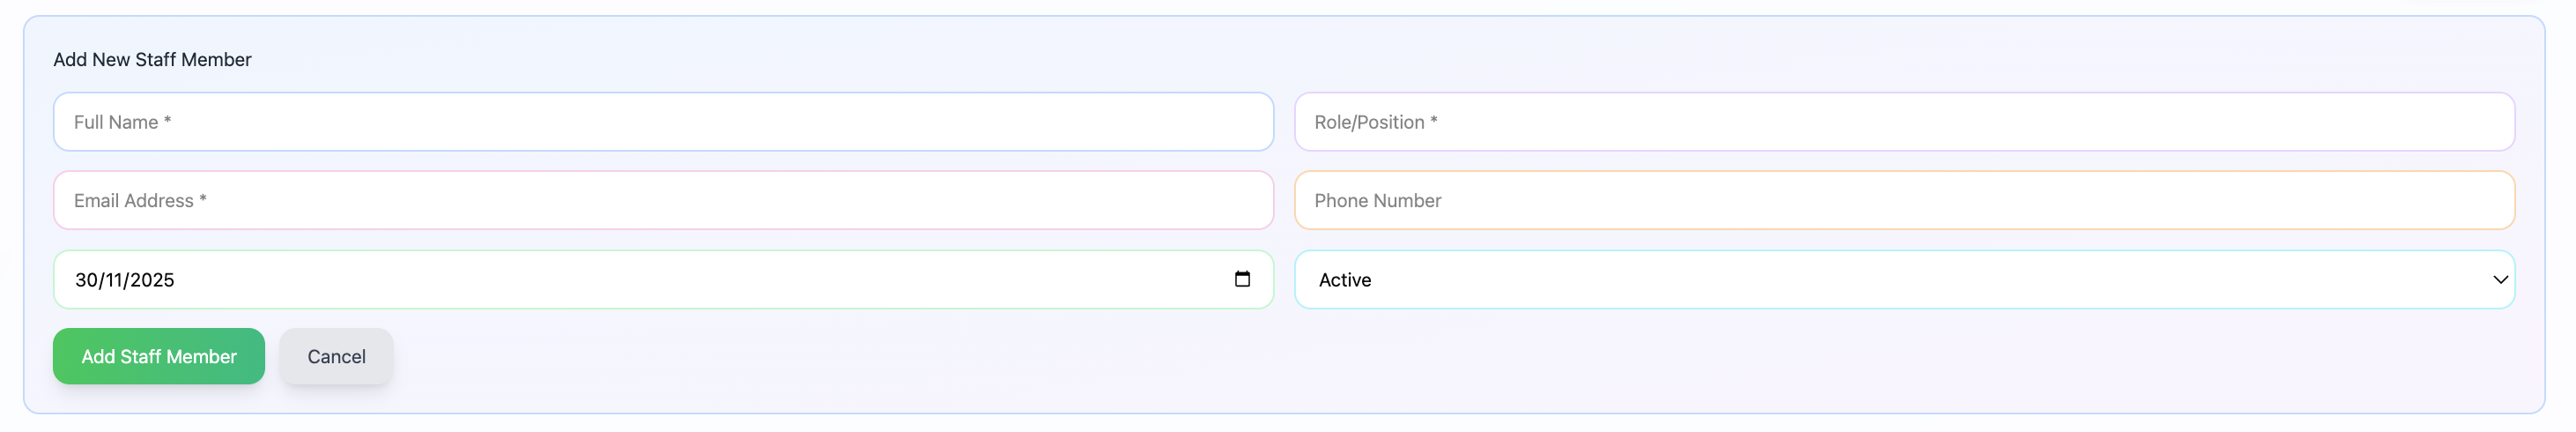 Add New Staff Member
Full Name *
Role/Position *
Email Address *
Phone Number
30/11/2025
Active
Add Staff Member
Cancel